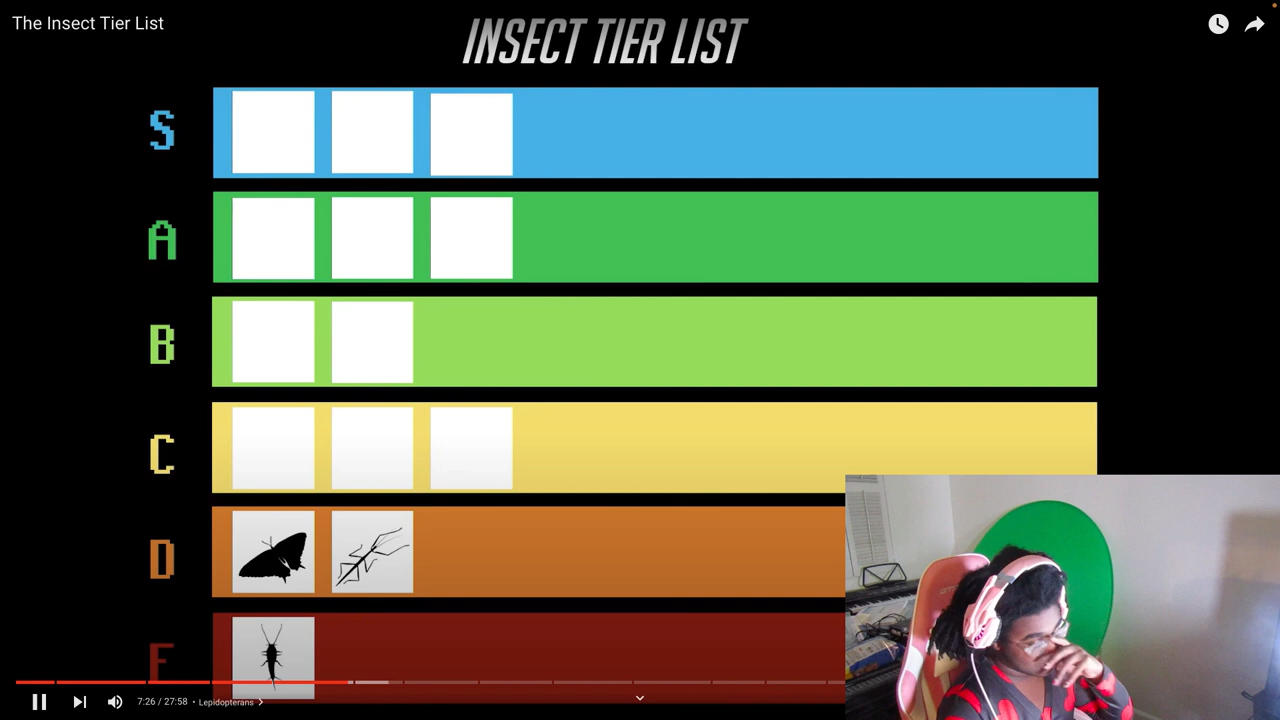 The Insect Tier List
INSECT TIER LIST
S
A
B
C
D
F
7:26 / 27:58 • Lepidopterans >